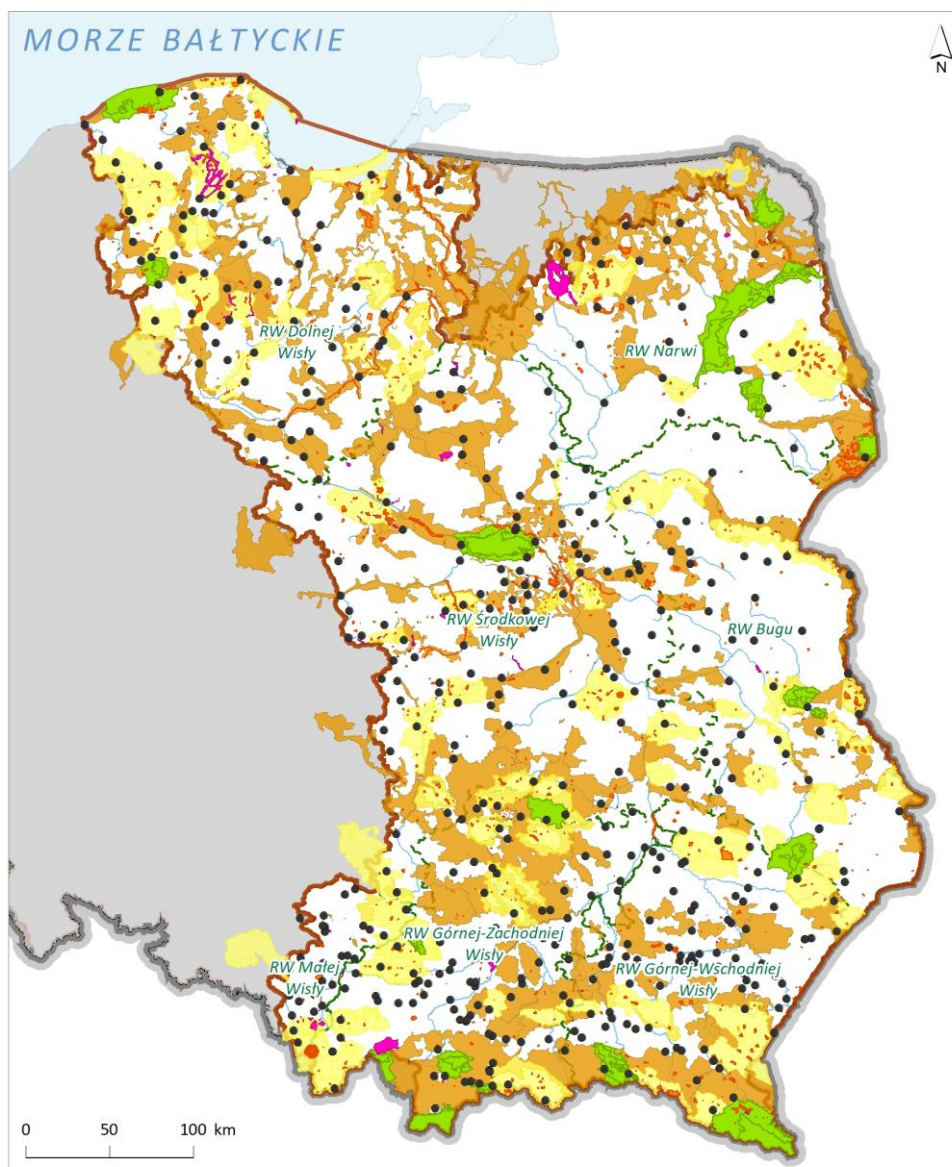 MORZE BAŁTYCKIE
N
RW Dolnej
Wisły
RW Narwi
RW Środkowej
Wisły
RW Bugu
RW Górnej-Zachodniej
Wisły
RW Małej
Wisły
RW Górnej-Wschodniej
Wisły
0 50 100 km